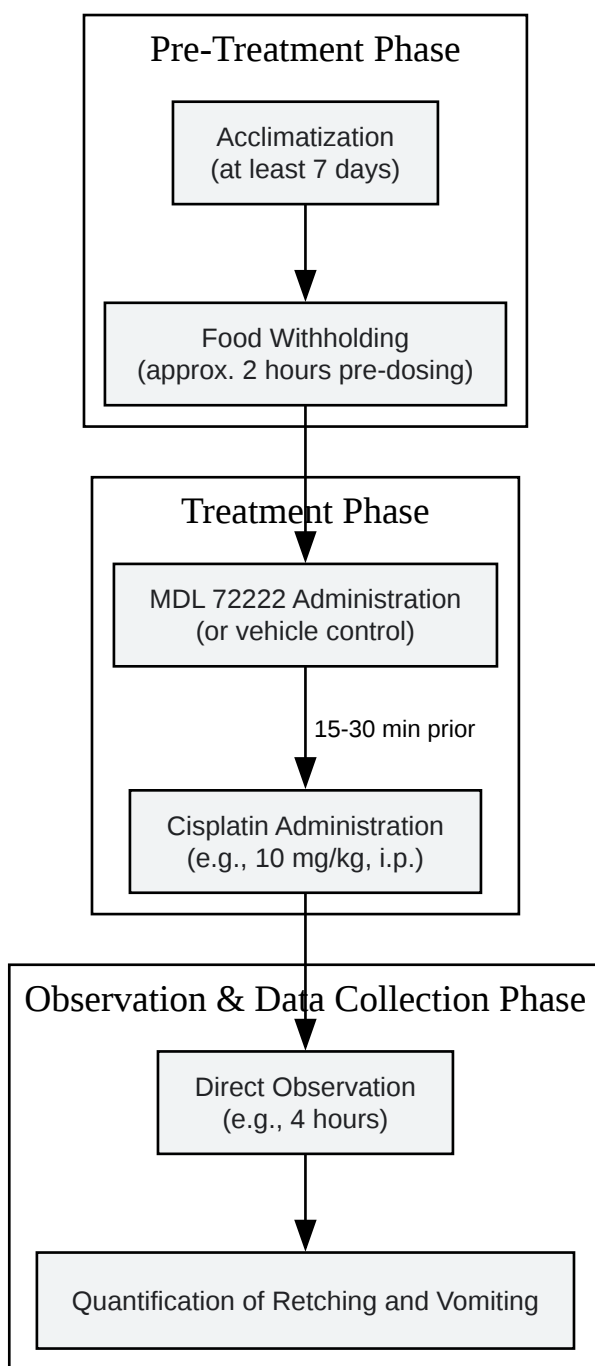 Pre-Treatment Phase
Acclimatization
(at least 7 days)
Food Withholding
(approx. 2 hours pre-dosing)
Treatment Phase
MDL 72222 Administration
(or vehicle control)
15-30 min prior
Cisplatin Administration
(e.g., 10 mg/kg, i.p.)
Observation & Data Collection Phase
Direct Observation
(e.g., 4 hours)
Quantification of Retching and Vomiting